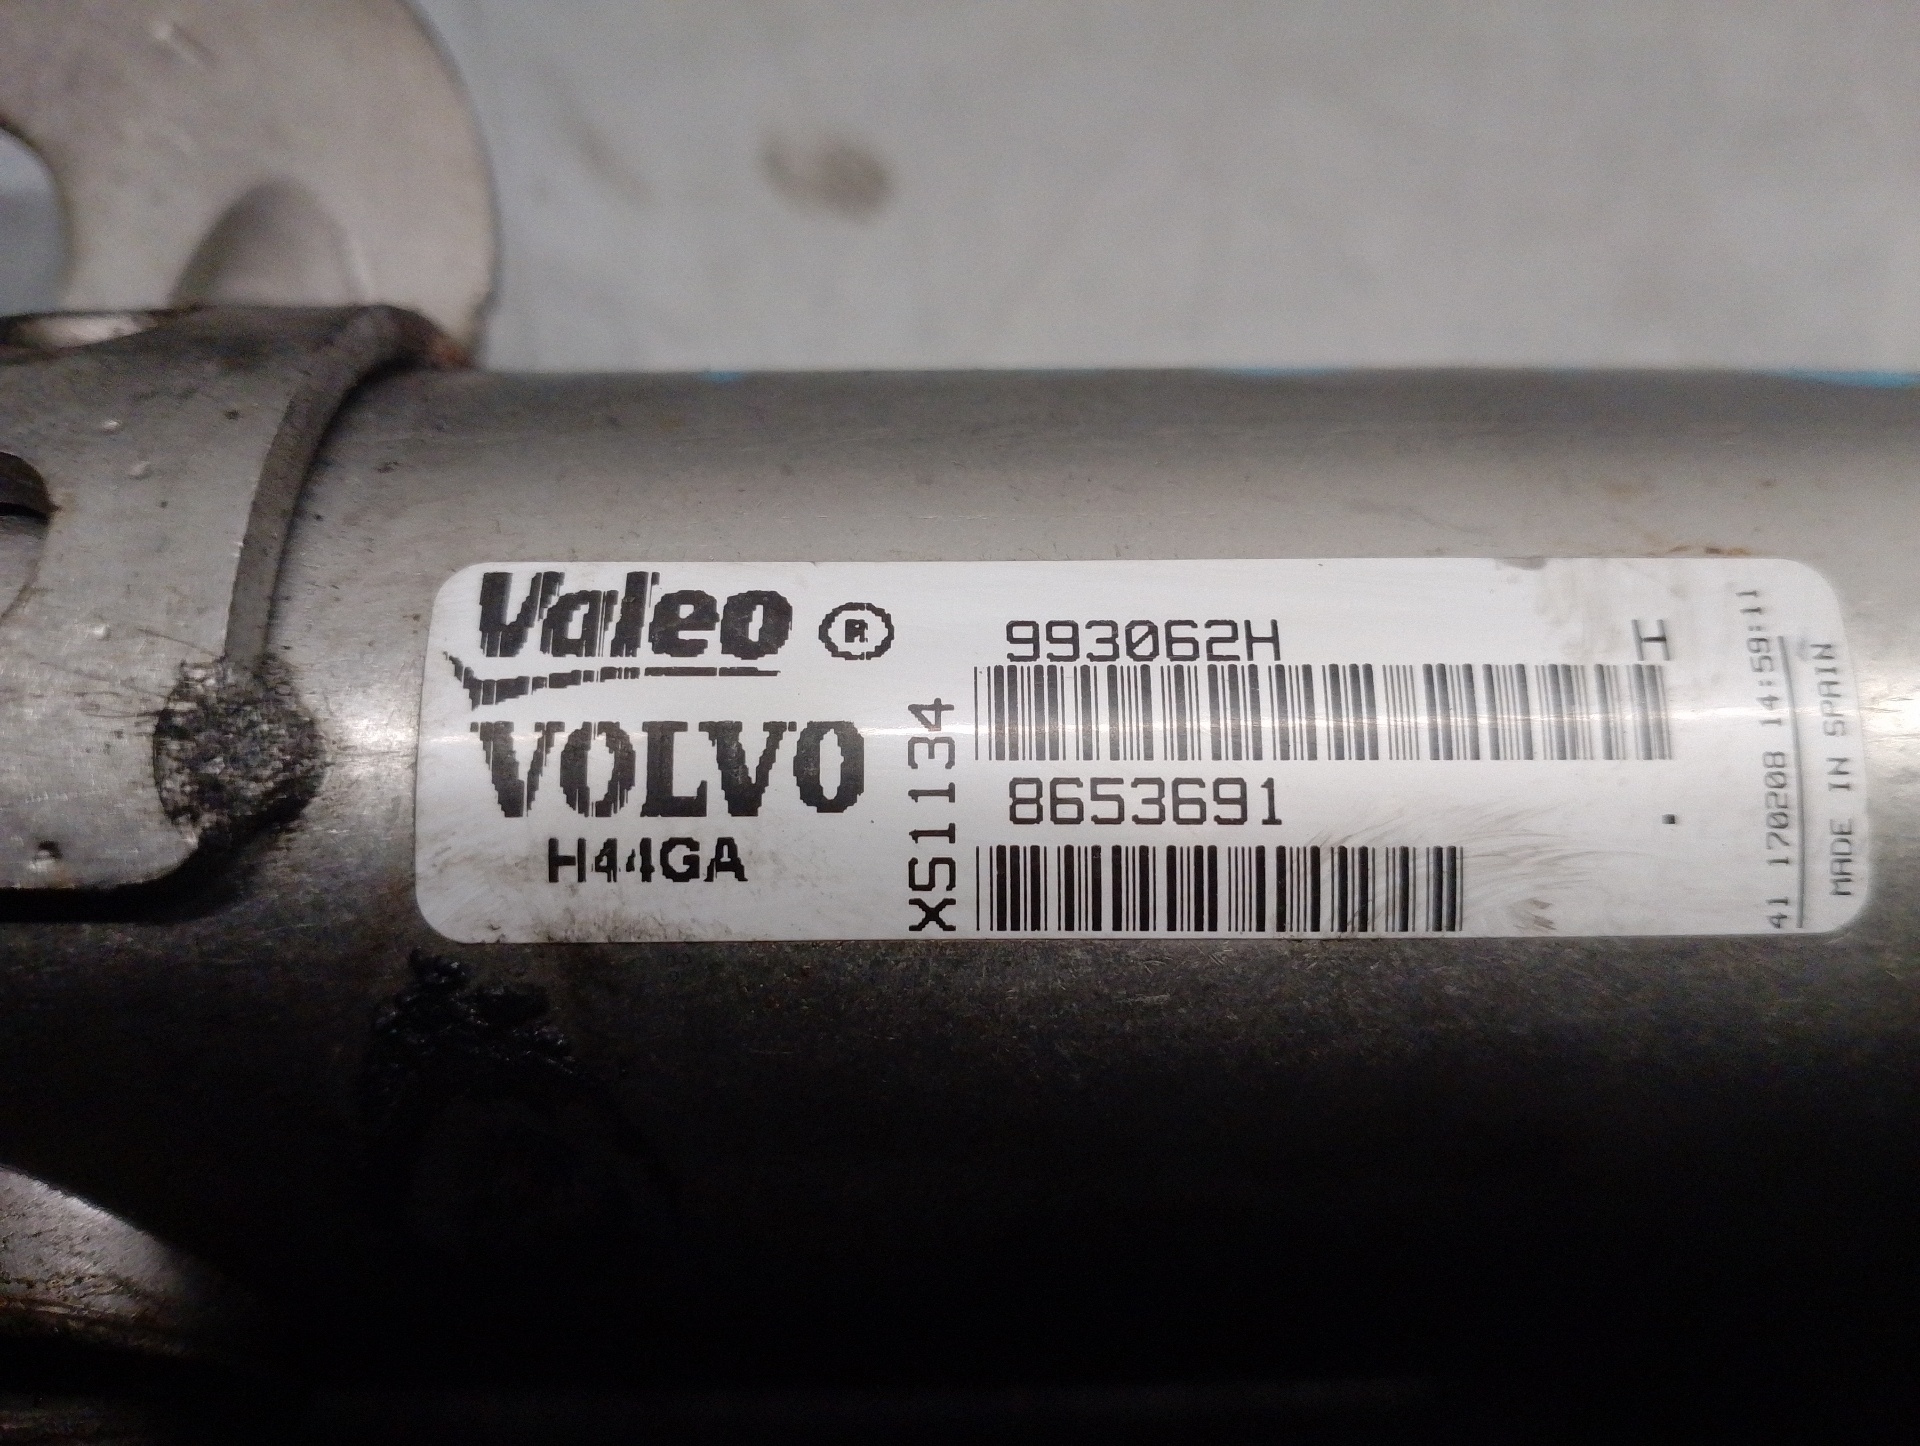 Valeo ®
VOLVO
H44GA
XS1134
993062H H
8653691
41 170208 14:59:11
MADE IN SPAIN